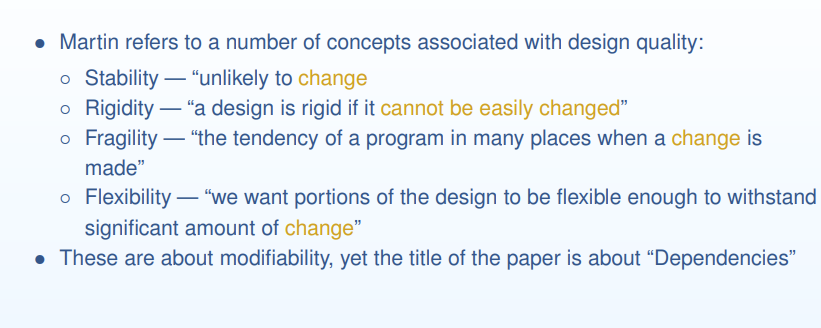 ● Martin refers to a number of concepts associated with design quality:
○ Stability — “unlikely to change
○ Rigidity — “a design is rigid if it cannot be easily changed”
○ Fragility — “the tendency of a program in many places when a change is
made”
○ Flexibility — “we want portions of the design to be flexible enough to withstand
significant amount of change”
● These are about modifiability, yet the title of the paper is about “Dependencies”